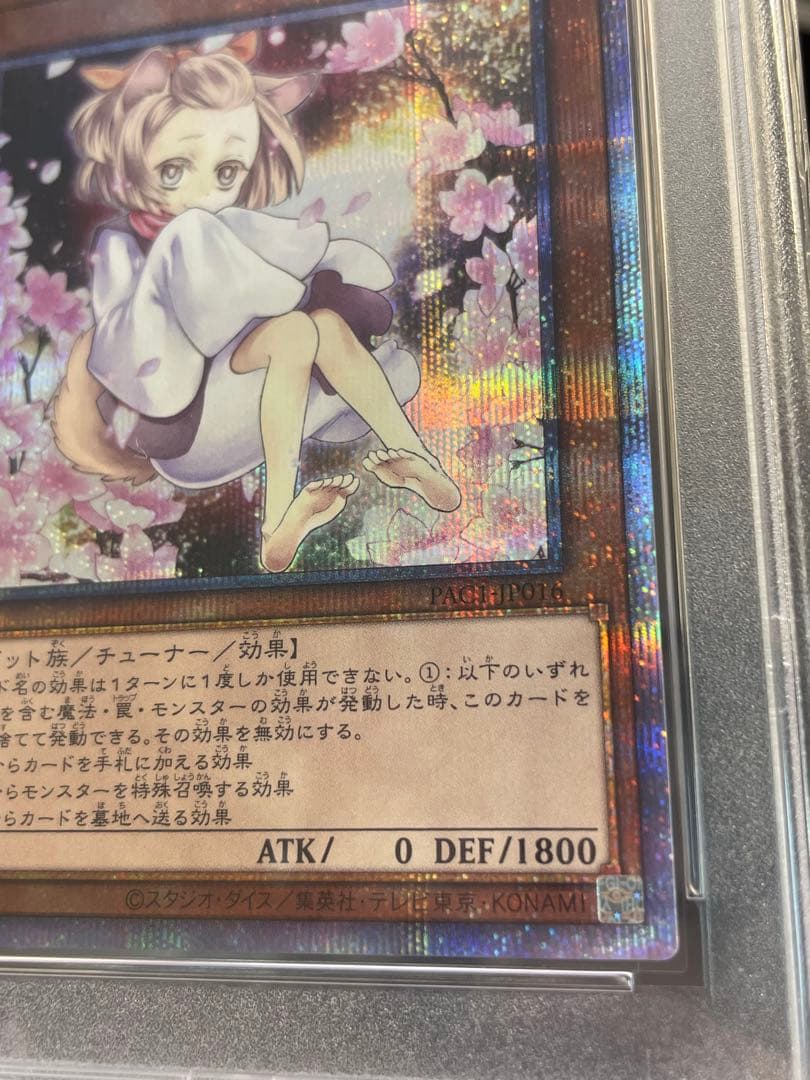 PAC1-JP016
ット族/チューナー/効果】
ド名の効果は1ターンに1度しか使用できない。①：以下のいずれ
を含む魔法・罠・モンスターの効果が発動した時、このカードを
捨てて発動できる。その効果を無効にする。
らカードを手札に加える効果
らモンスターを特殊召喚する効果
らカードを墓地へ送る効果
ATK/ 0 DEF/1800
©スタジオ・ダイス/集英社・テレビ東京・KONAMI